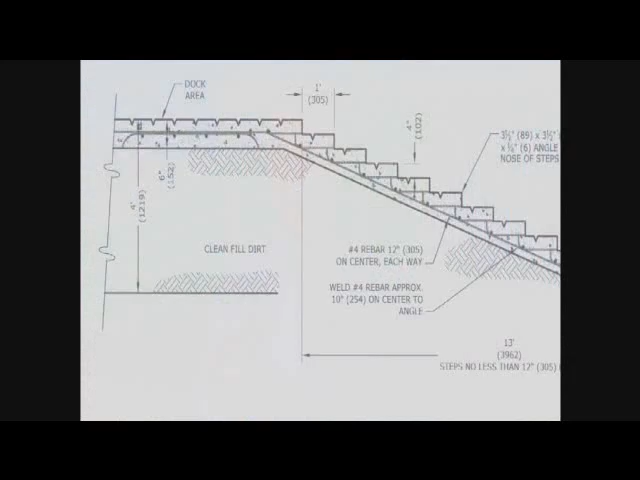 DOCK
AREA
1'
(305)
4"
(102)
3½" (89) x 3½"
x ¼" (6) ANGLE
NOSE OF STEPS
6"
(152)
4'
(1219)
CLEAN FILL DIRT
#4 REBAR 12" (305)
ON CENTER, EACH WAY
WELD #4 REBAR APPROX.
10" (254) ON CENTER TO
ANGLE
13'
(3962)
STEPS NO LESS THAN 12" (305)